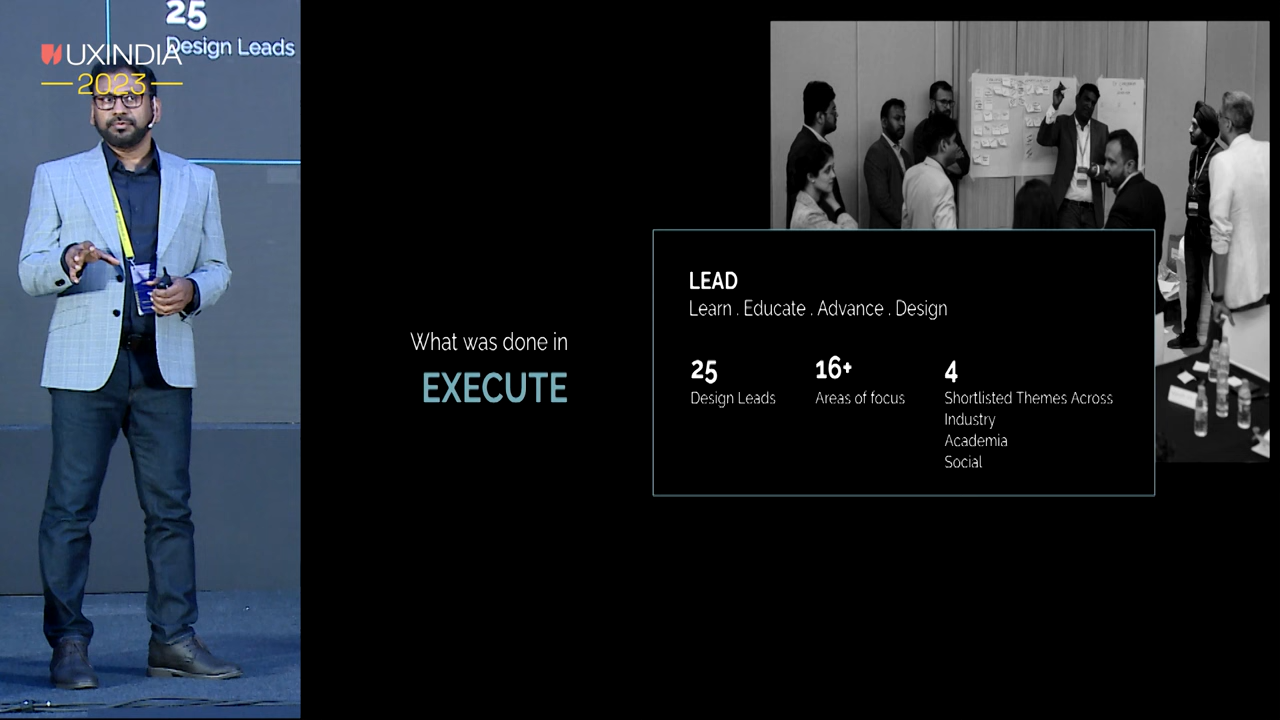 25
Design Leads
UXINDIA
2023
What was done in
EXECUTE
LEAD
Learn . Educate . Advance . Design
25
Design Leads
16+
Areas of focus
4
Shortlisted Themes Across
Industry
Academia
Social